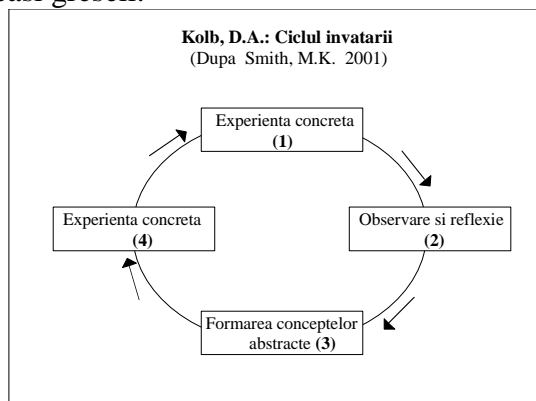 Kolb, D.A.: Ciclul invatarii
(Dupa Smith, M.K. 2001)
Experienta concreta
(1)
Observare si reflexie
(2)
Formarea conceptelor
abstracte (3)
Experienta concreta
(4)